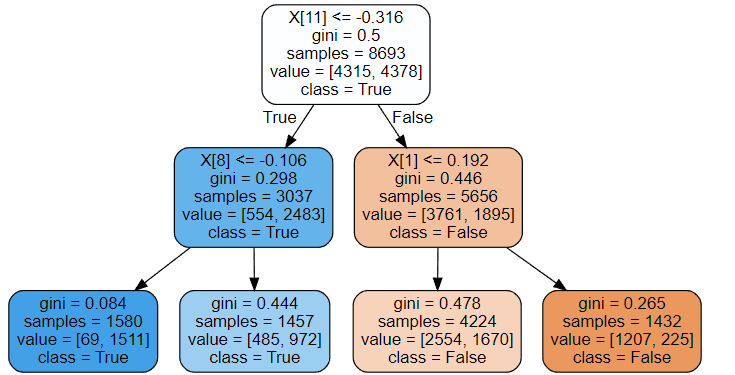 X[11] <= -0.316
gini = 0.5
samples = 8693
value = [4315, 4378]
class = True
True
False
X[8] <= -0.106
gini = 0.298
samples = 3037
value = [554, 2483]
class = True
X[1] <= 0.192
gini = 0.446
samples = 5656
value = [3761, 1895]
class = False
gini = 0.084
samples = 1580
value = [69, 1511]
class = True
gini = 0.444
samples = 1457
value = [485, 972]
class = True
gini = 0.478
samples = 4224
value = [2554, 1670]
class = False
gini = 0.265
samples = 1432
value = [1207, 225]
class = False